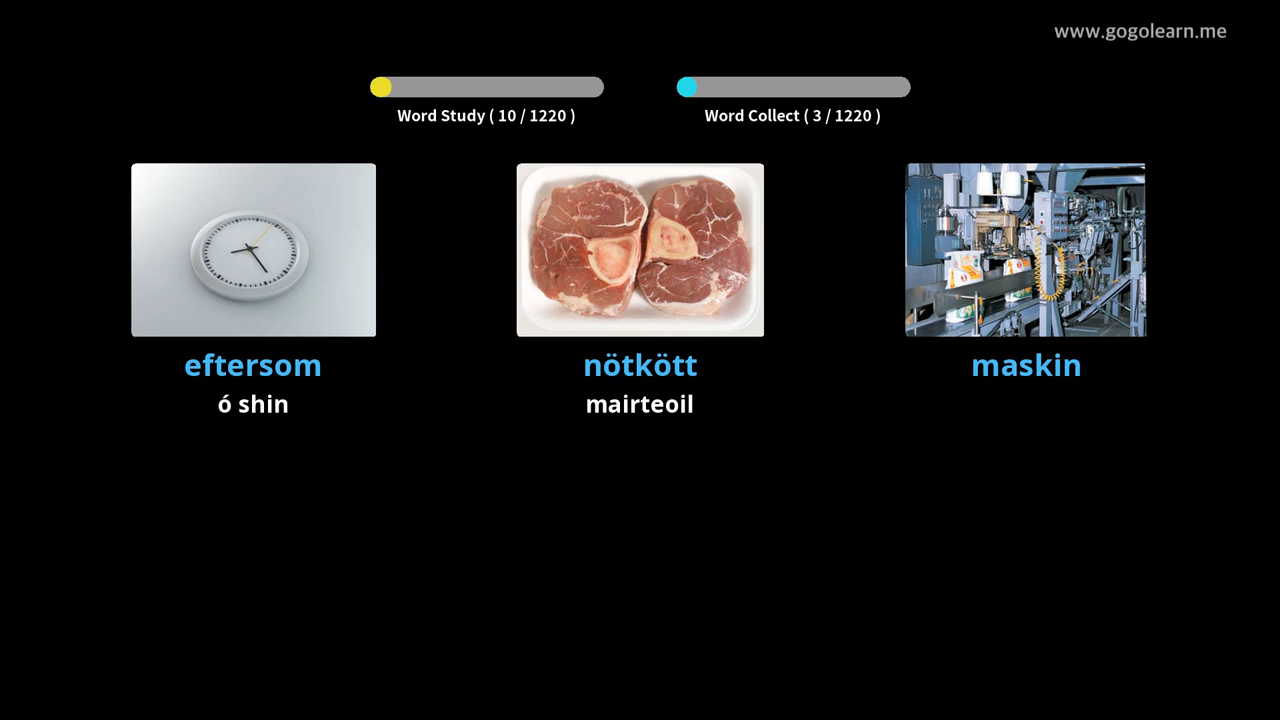 www.gogolearn.me
Word Study ( 10 / 1220 )
Word Collect ( 3 / 1220 )
eftersom
ó shin
nötkött
mairteoil
maskin